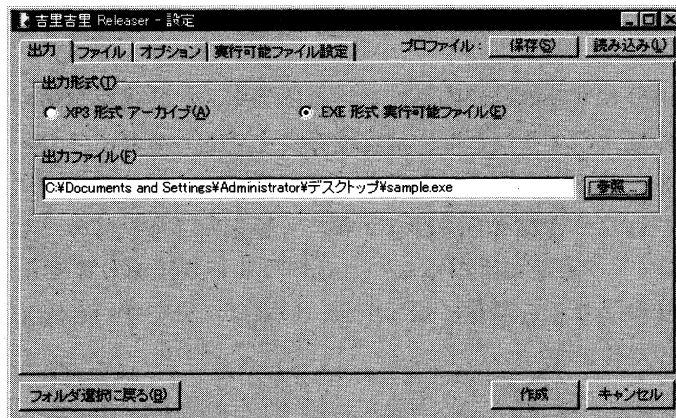 吉里吉里 Releaser - 設定
出力 ファイル オプション 実行可能ファイル設定 プロファイル： 保存(S) 読み込み(L)
出力形式(T)
XP3 形式 アーカイブ(A) .EXE 形式 実行可能ファイル(E)
出力ファイル(F)
C:¥Documents and Settings¥Administrator¥デスクトップ¥sample.exe 参照...
フォルダ選択に戻る(B) 作成 キャンセル